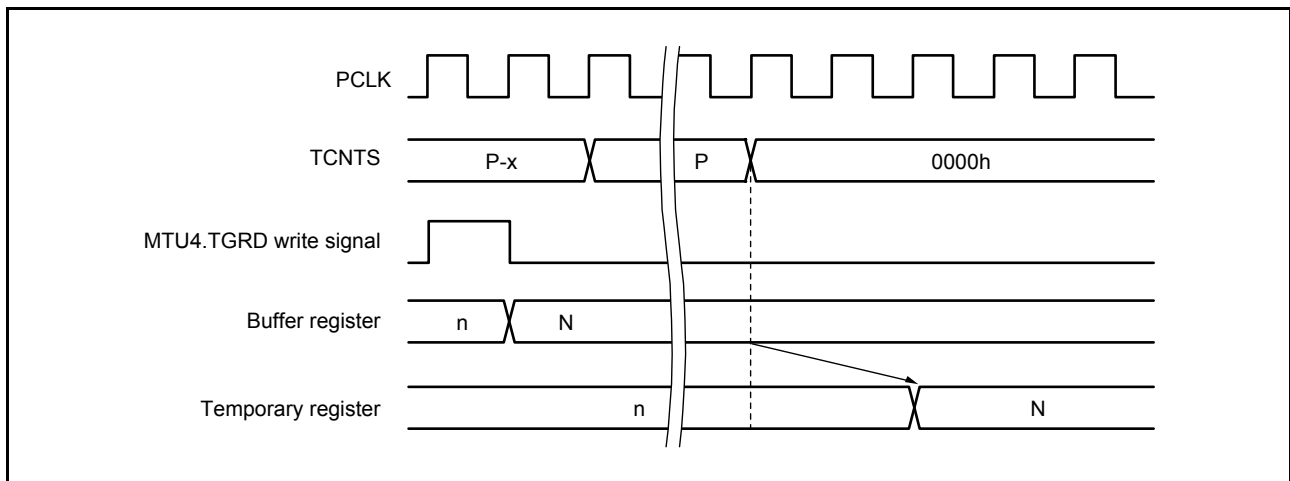 PCLK
TCNTS P-x P 0000h
MTU4.TGRD write signal
Buffer register n N
Temporary register n N